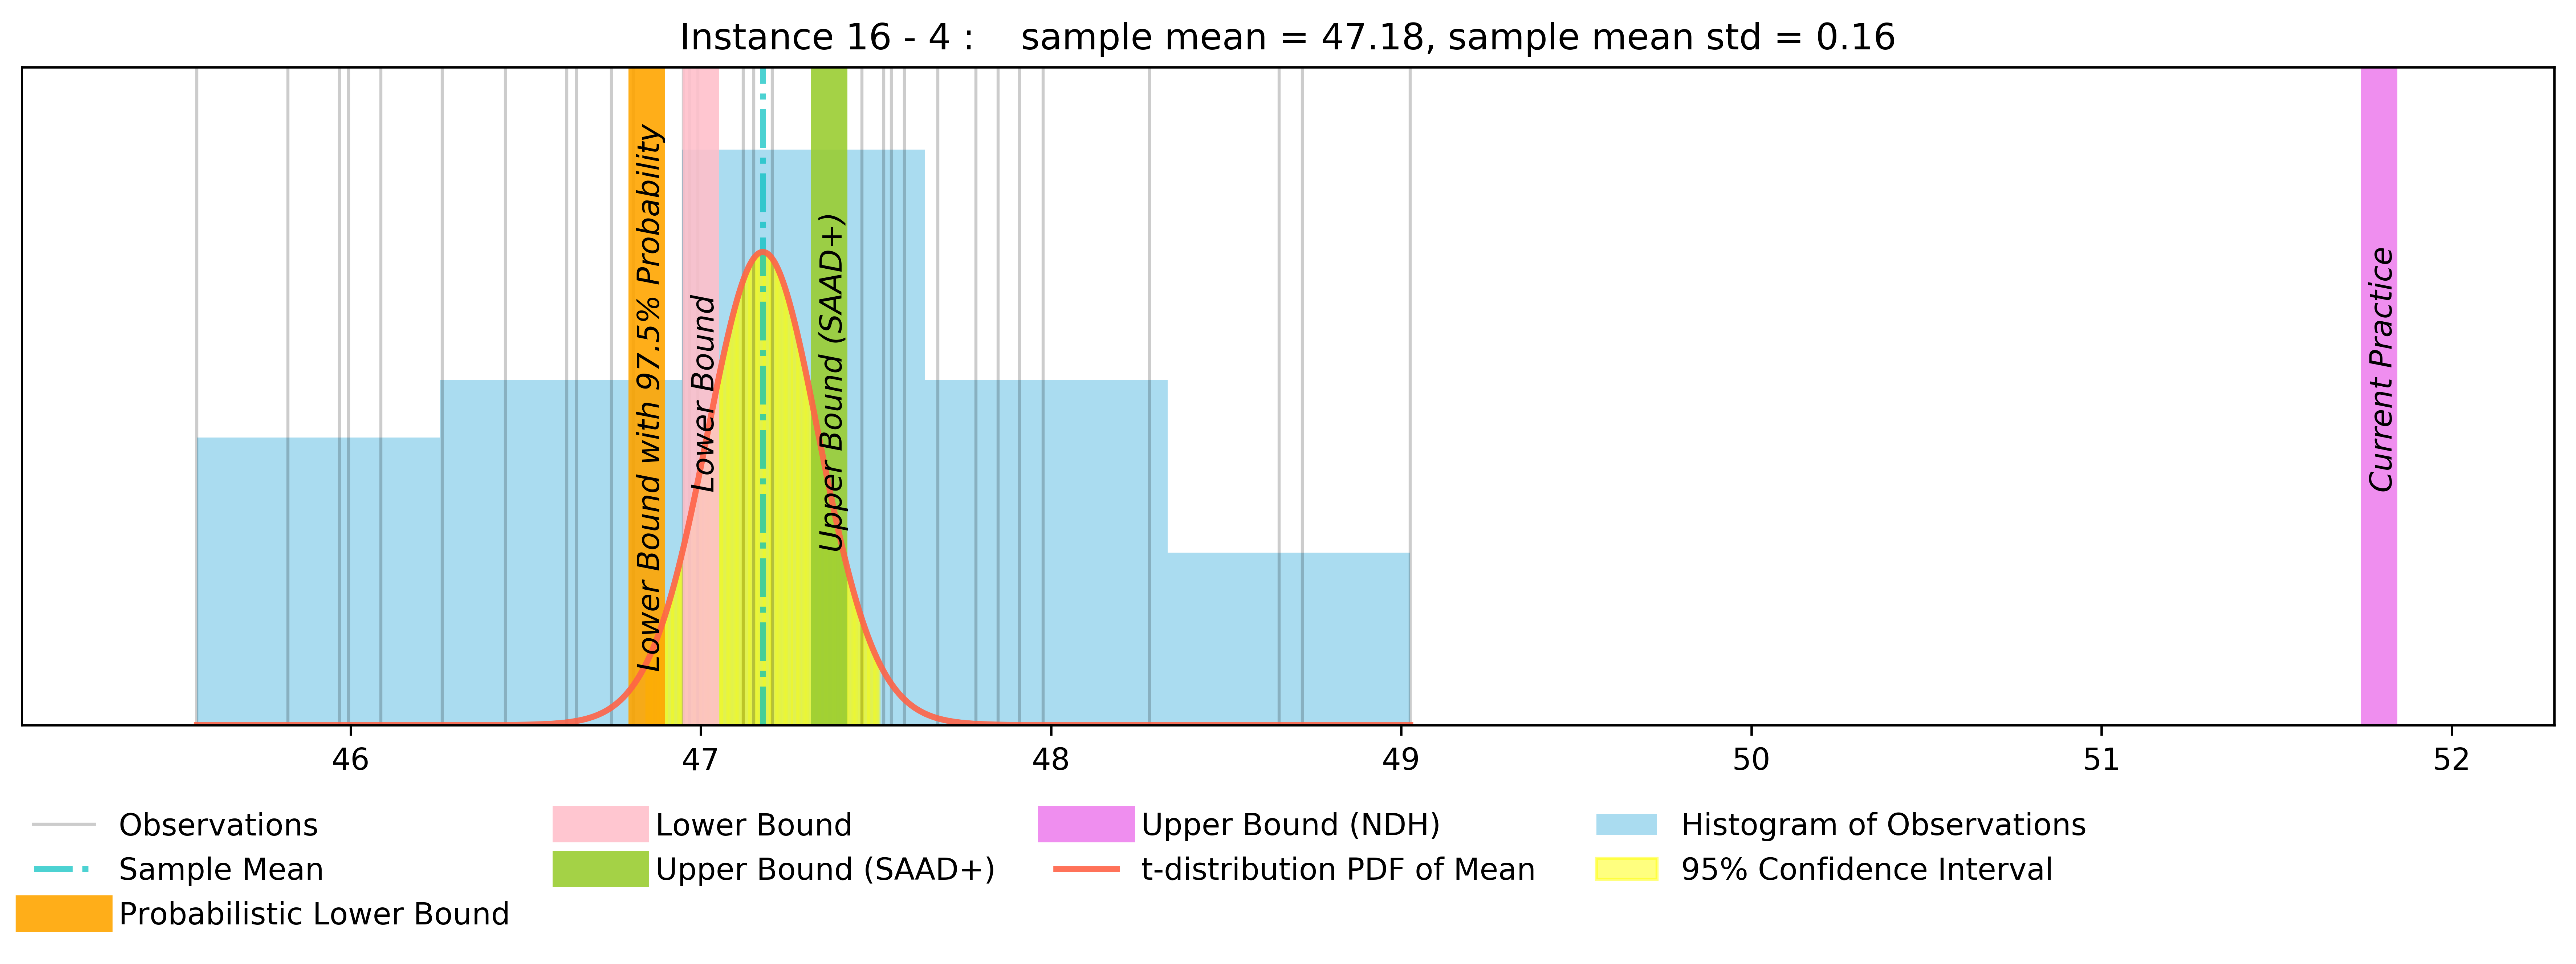 Instance 16 - 4 :    sample mean = 47.18, sample mean std = 0.16
Lower Bound with 97.5% Probability
Lower Bound
Upper Bound (SAAD+)
Current Practice
46 47 48 49 50 51 52
Observations
Sample Mean
Probabilistic Lower Bound
Lower Bound
Upper Bound (SAAD+)
Upper Bound (NDH)
t-distribution PDF of Mean
Histogram of Observations
95% Confidence Interval